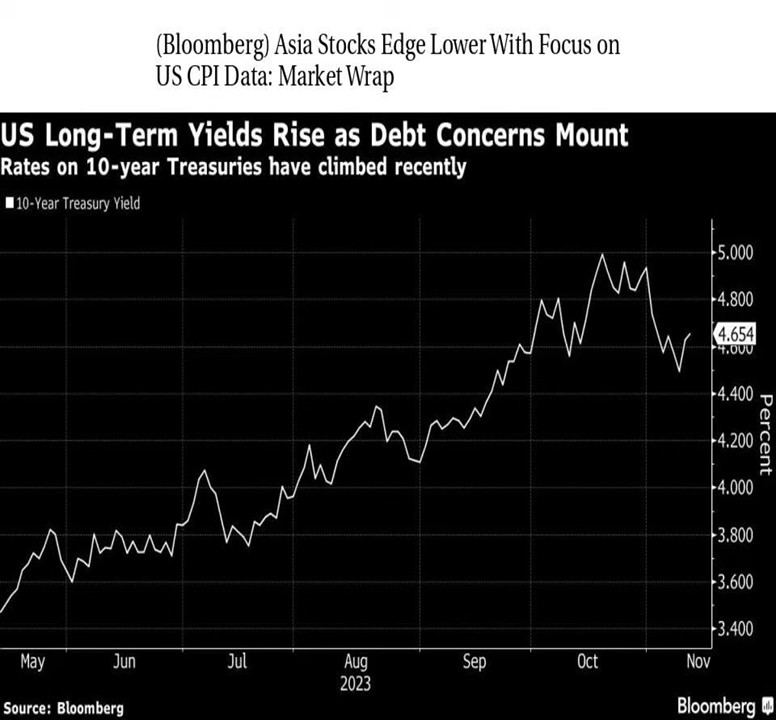 (Bloomberg) Asia Stocks Edge Lower With Focus on
US CPI Data: Market Wrap
US Long-Term Yields Rise as Debt Concerns Mount
Rates on 10-year Treasuries have climbed recently
10-Year Treasury Yield
5.000
4.800
4.654
4.600
4.400
4.200
4.000
3.800
3.600
3.400
Percent
May Jun Jul Aug Sep Oct Nov
2023
Source: Bloomberg
Bloomberg